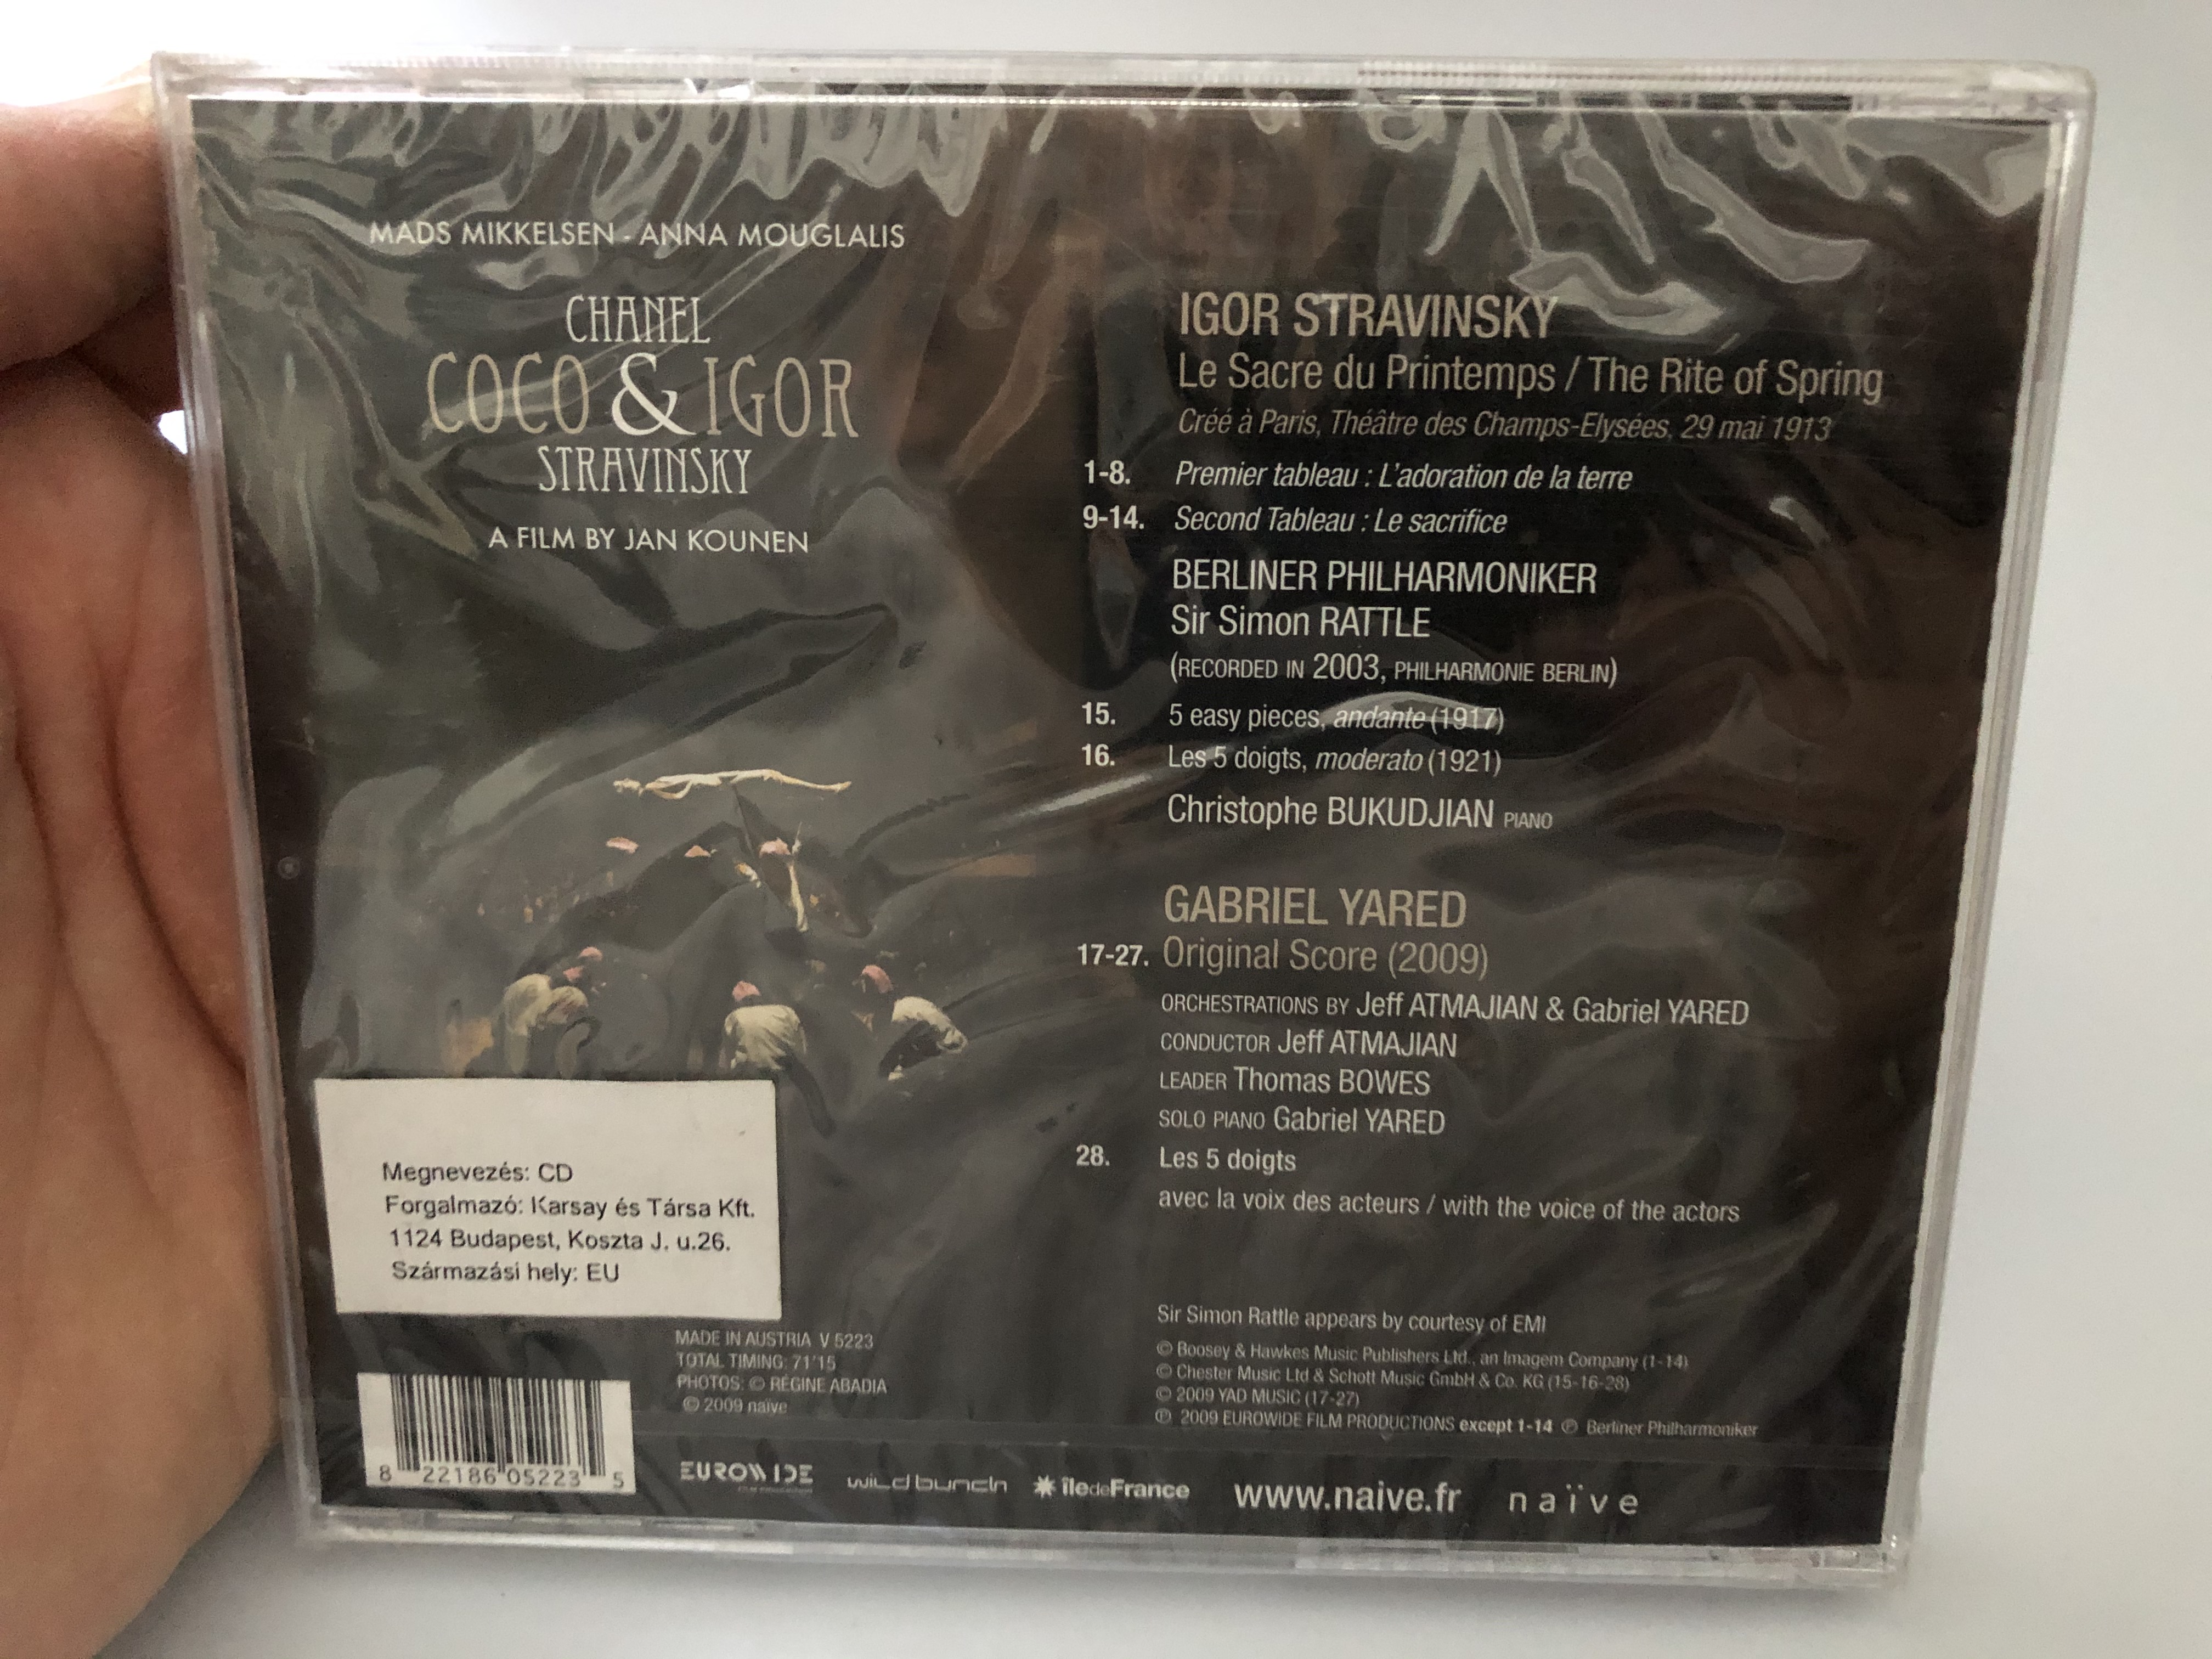 MADS MIKKELSEN - ANNA MOUGLALIS
CHANEL
COCO & IGOR
STRAVINSKY
A FILM BY JAN KOUNEN
IGOR STRAVINSKY
Le Sacre du Printemps / The Rite of Spring
Créé à Paris, Théâtre des Champs-Elysées, 29 mai 1913
1-8. Premier tableau : L'adoration de la terre
9-14. Second Tableau : Le sacrifice
BERLINER PHILHARMONIKER
Sir Simon RATTLE
(RECORDED IN 2003, PHILHARMONIE BERLIN)
15. 5 easy pieces, andante (1917)
16. Les 5 doigts, moderato (1921)
Christophe BUKUDJIAN PIANO
GABRIEL YARED
17-27. Original Score (2009)
ORCHESTRATIONS BY Jeff ATMAJIAN & Gabriel YARED
CONDUCTOR Jeff ATMAJIAN
LEADER Thomas BOWES
SOLO PIANO Gabriel YARED
28. Les 5 doigts
avec la voix des acteurs / with the voice of the actors
Sir Simon Rattle appears by courtesy of EMI
© Boosey & Hawkes Music Publishers Ltd., an Imagem Company (1-14)
© Chester Music Ltd & Schott Music GmbH & Co. KG (15-16-28)
© 2009 YAD MUSIC (17-27)
℗ 2009 EUROWIDE FILM PRODUCTIONS except 1-14 ℗ Berliner Philharmoniker
Megnevezés: CD
Forgalmazó: Karsay és Társa Kft.
1124 Budapest, Koszta J. u.26.
Származási hely: EU
MADE IN AUSTRIA V 5223
TOTAL TIMING: 71'15
PHOTOS: © RÉGINE ABADIA
© 2009 naïve
8 22186 05223 5
EUROWIDE
wild bunch
îledeFrance
www.naive.fr
naïve